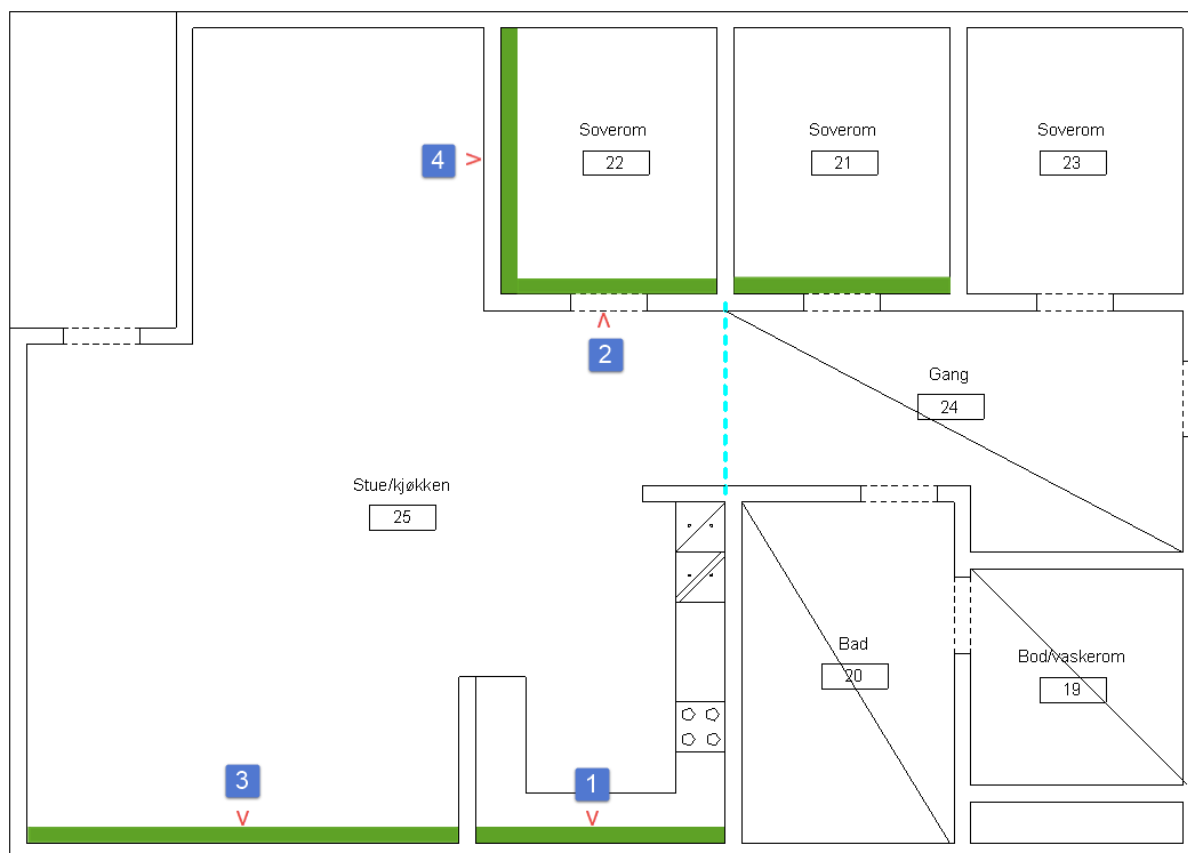 Soverom
22
Soverom
21
Soverom
23
4
>
2
Gang
24
Stue/kjøkken
25
Bad
20
Bod/vaskerom
19
3
1